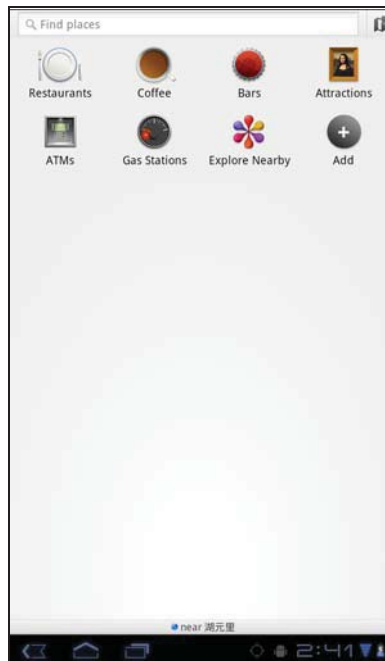 Find places
Restaurants Coffee Bars Attractions
ATMs Gas Stations Explore Nearby Add
near 湖元里
2:41